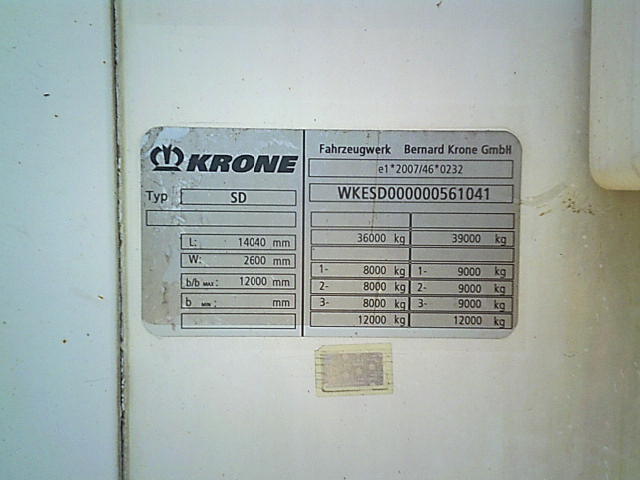 KRONE
Typ SD
L: 14040 mm
W: 2600 mm
b/b MAX: 12000 mm
b MIN: mm
Fahrzeugwerk Bernard Krone GmbH
e1*2007/46*0232
WKESD000000561041
36000 kg 39000 kg
1- 8000 kg 1- 9000 kg
2- 8000 kg 2- 9000 kg
3- 8000 kg 3- 9000 kg
12000 kg 12000 kg